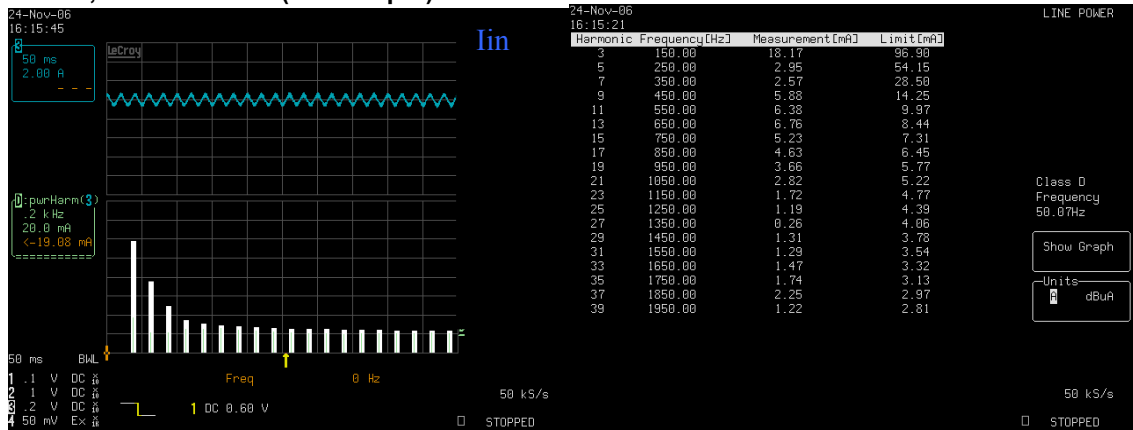 24-Nov-06
16:15:45
3
50 ms
2.00 A
---
LeCroy
Iin
D:pwrHarm(3)
.2 kHz
20.0 mA
<-19.08 mA
50 ms BWL
1 .1 V DC
2 1 V DC
3 .2 V DC
4 50 mV Ex
Freq 0 Hz
1 DC 0.60 V
50 kS/s
STOPPED
24-Nov-06
16:15:21
LINE POWER
Harmonic Frequency[Hz] Measurement[mA] Limit[mA]
3 150.00 18.17 96.90
5 250.00 2.95 54.15
7 350.00 2.57 28.50
9 450.00 5.88 14.25
11 550.00 6.38 9.97
13 650.00 6.76 8.44
15 750.00 5.23 7.31
17 850.00 4.63 6.45
19 950.00 3.66 5.77
21 1050.00 2.82 5.22
23 1150.00 1.72 4.77
25 1250.00 1.19 4.39
27 1350.00 0.26 4.06
29 1450.00 1.31 3.78
31 1550.00 1.29 3.54
33 1650.00 1.47 3.32
35 1750.00 1.74 3.13
37 1850.00 2.25 2.97
39 1950.00 1.22 2.81
Class D
Frequency
50.07Hz
Show Graph
Units
A dBuA
50 kS/s
STOPPED